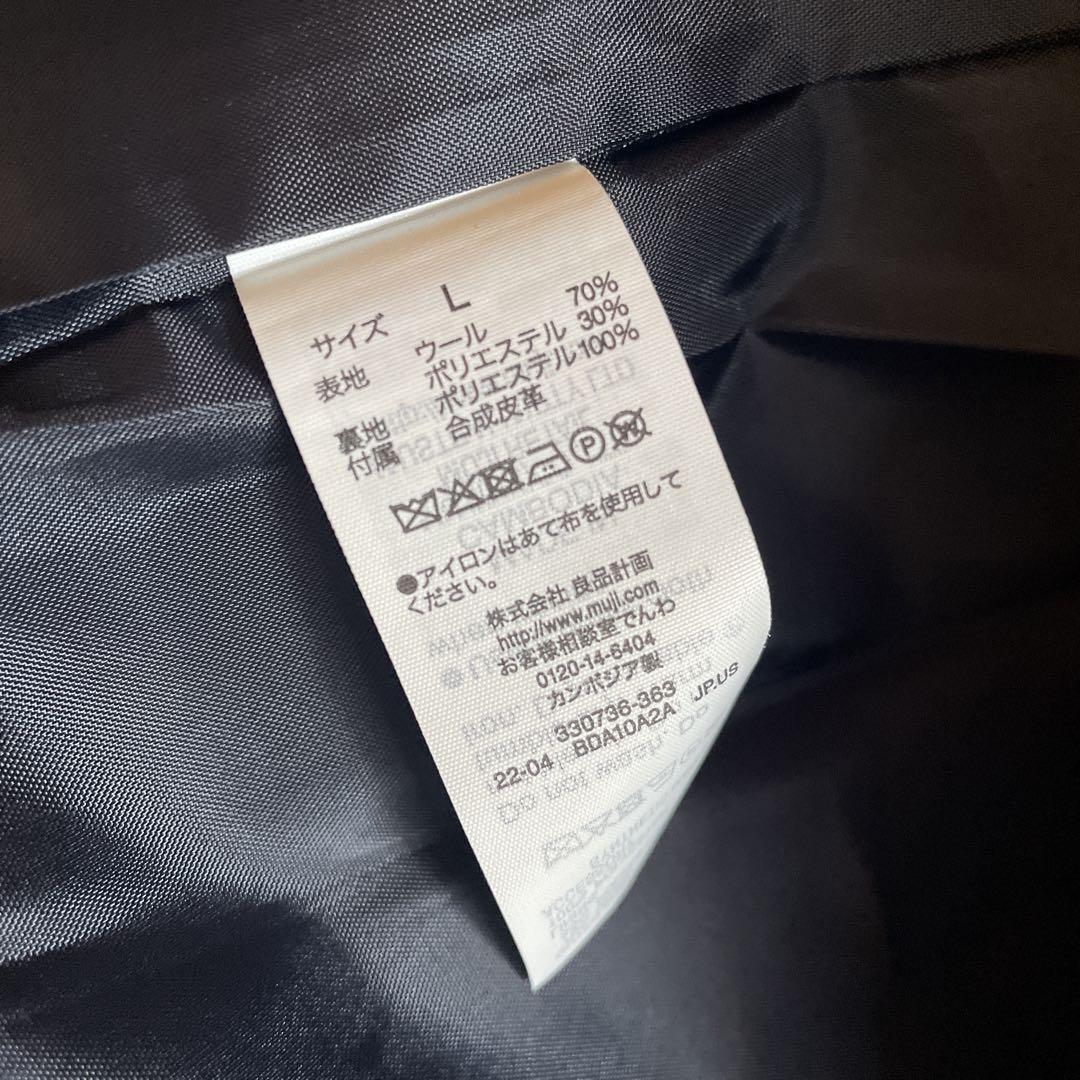 サイズ L
表地 ウール 70%
ポリエステル 30%
裏地 ポリエステル 100%
付属 合成皮革
●アイロンはあて布を使用して
ください。
株式会社 良品計画
http://www.muji.com
お客様相談室でんわ
0120-14-6404
カンボジア製
330736-363
22-04 BDA10A2A JP.US